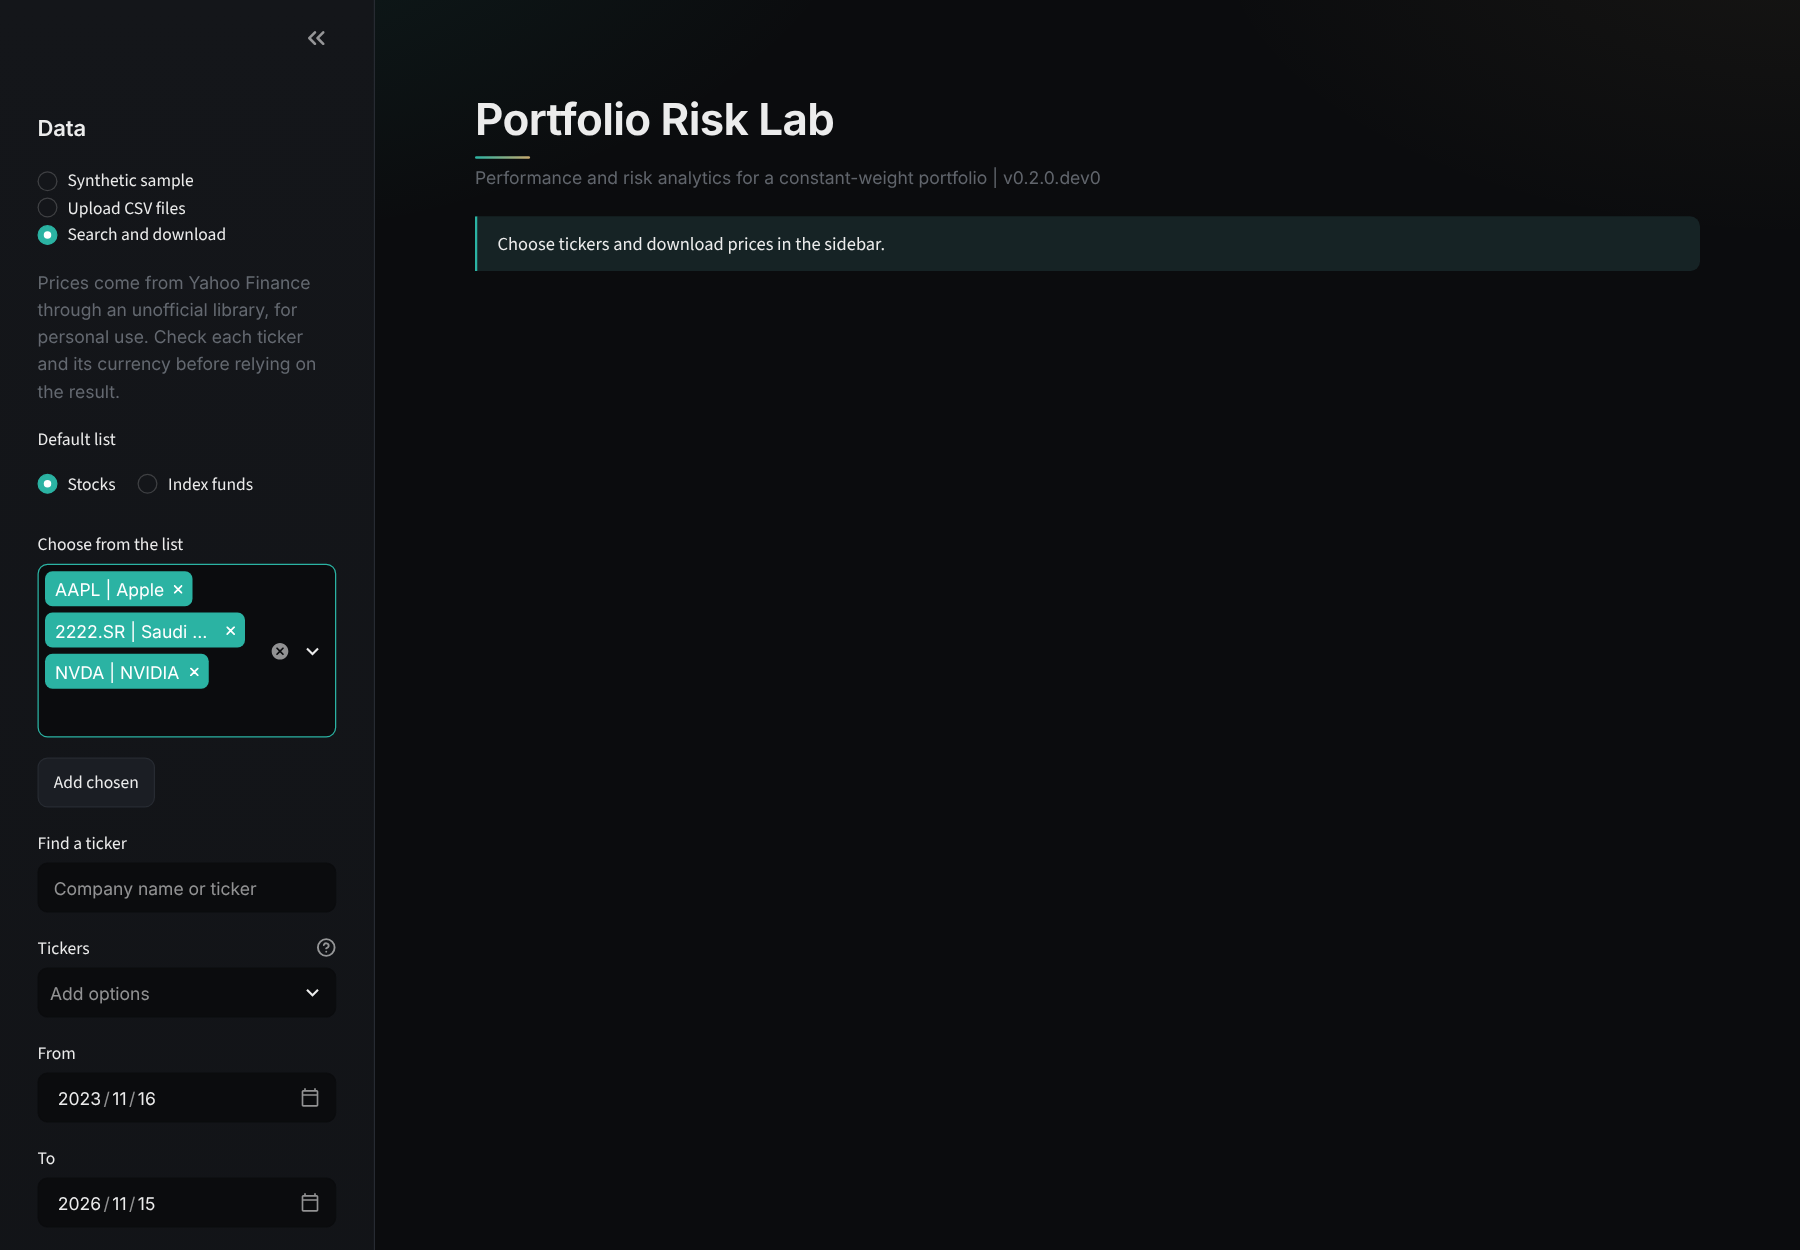 Data
Synthetic sample
Upload CSV files
Search and download
Prices come from Yahoo Finance
through an unofficial library, for
personal use. Check each ticker
and its currency before relying on
the result.
Default list
Stocks
Index funds
Choose from the list
AAPL | Apple
2222.SR | Saudi ...
NVDA | NVIDIA
Add chosen
Find a ticker
Company name or ticker
Tickers
Add options
From
2023/11/16
To
2026/11/15
Portfolio Risk Lab
Performance and risk analytics for a constant-weight portfolio | v0.2.0.dev0
Choose tickers and download prices in the sidebar.